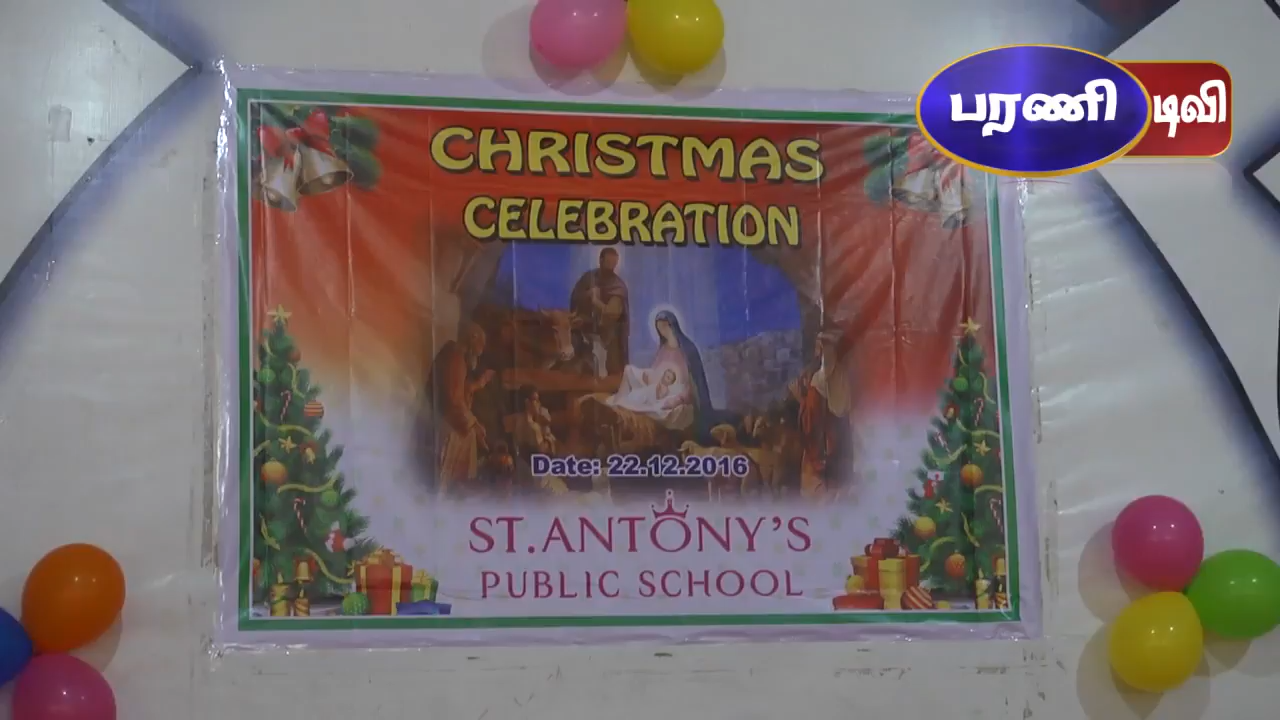 பரணி டிவி
CHRISTMAS
CELEBRATION
Date: 22.12.2016
ST.ANTONY'S
PUBLIC SCHOOL